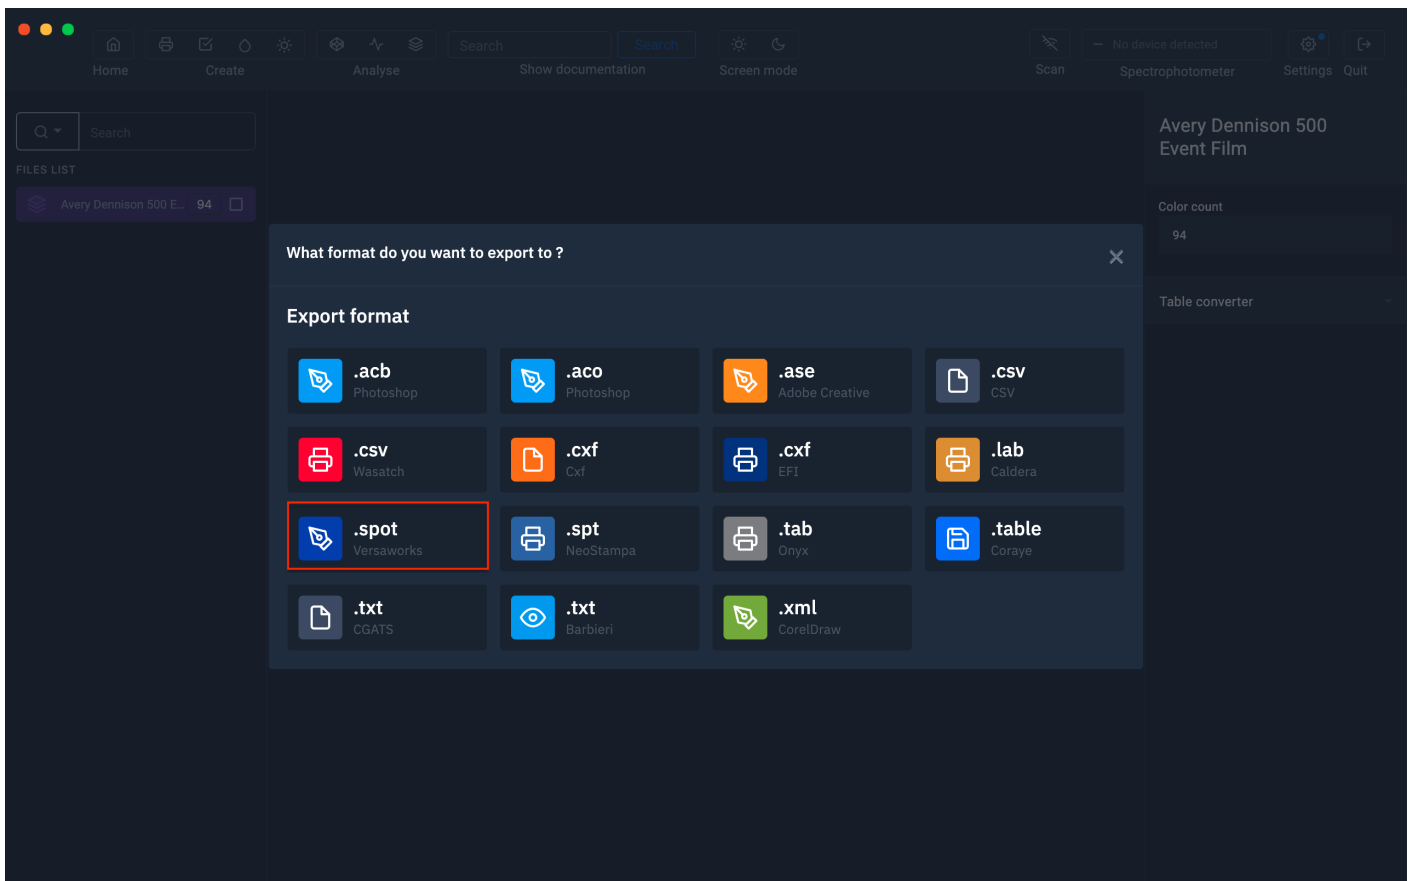 Home
Create
Analyse
Search
Search
Show documentation
Screen mode
Scan
No device detected
Spectrophotometer
Settings
Quit
Search
FILES LIST
Avery Dennison 500 E...
94
Avery Dennison 500
Event Film
Color count
94
Table converter
What format do you want to export to ?
Export format
.acb
Photoshop
.aco
Photoshop
.ase
Adobe Creative
.csv
CSV
.csv
Wasatch
.cxf
Cxf
.cxf
EFI
.lab
Caldera
.spot
Versaworks
.spt
NeoStampa
.tab
Onyx
.table
Coraye
.txt
CGATS
.txt
Barbieri
.xml
CorelDraw